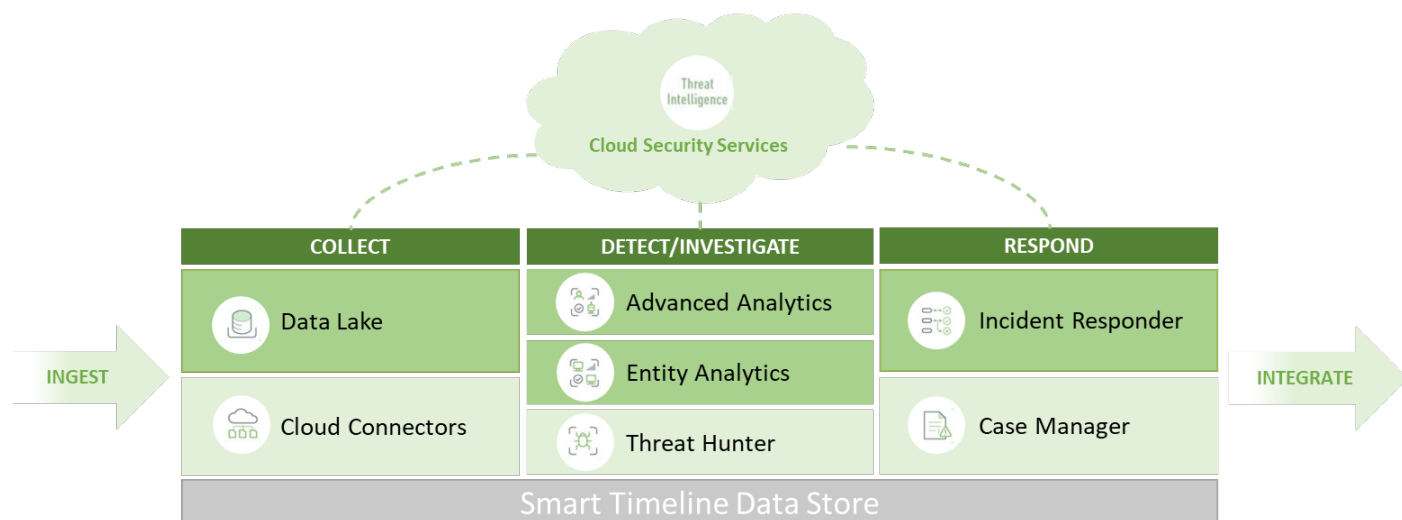 Threat
Intelligence
Cloud Security Services
COLLECT
DETECT/INVESTIGATE
RESPOND
INGEST
Data Lake
Cloud Connectors
Advanced Analytics
Entity Analytics
Threat Hunter
Incident Responder
Case Manager
INTEGRATE
Smart Timeline Data Store